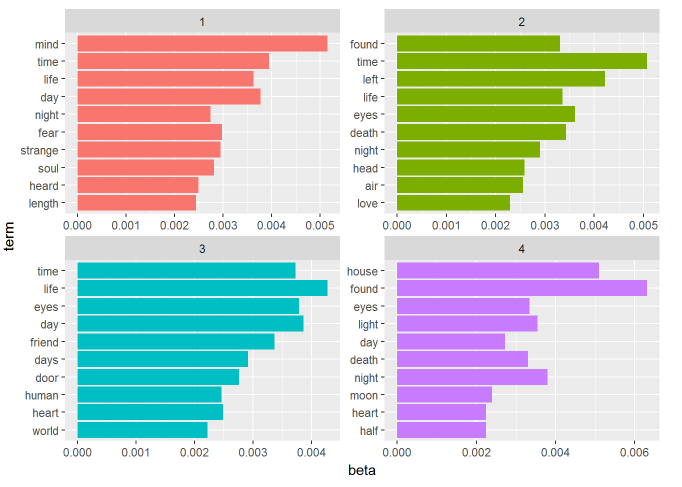 1
mind
time
life
day
night
fear
strange
soul
heard
length
0.000 0.001 0.002 0.003 0.004 0.005
2
found
time
left
life
eyes
death
night
head
air
love
0.000 0.001 0.002 0.003 0.004 0.005
term
3
time
life
eyes
day
friend
days
door
human
heart
world
0.000 0.001 0.002 0.003 0.004
4
house
found
eyes
light
day
death
night
moon
heart
half
0.000 0.002 0.004 0.006
beta